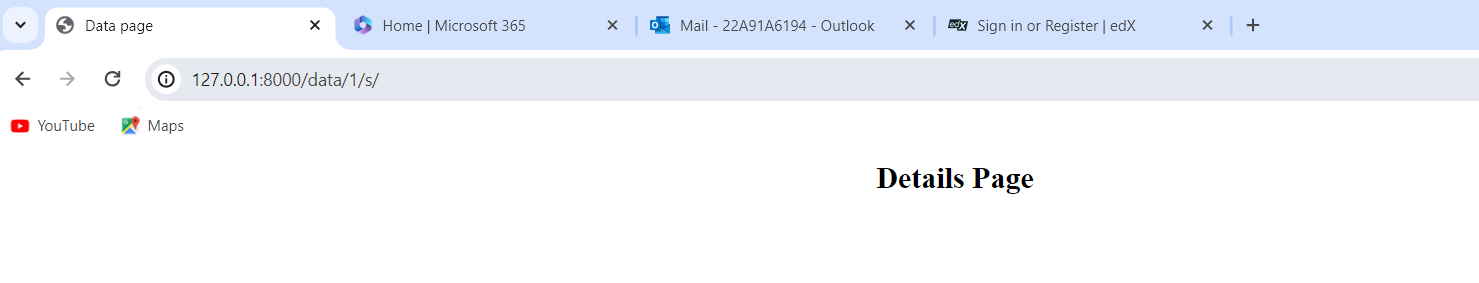 Data page Home | Microsoft 365 Mail - 22A91A6194 - Outlook edX Sign in or Register | edX
127.0.0.1:8000/data/1/s/
YouTube Maps
Details Page